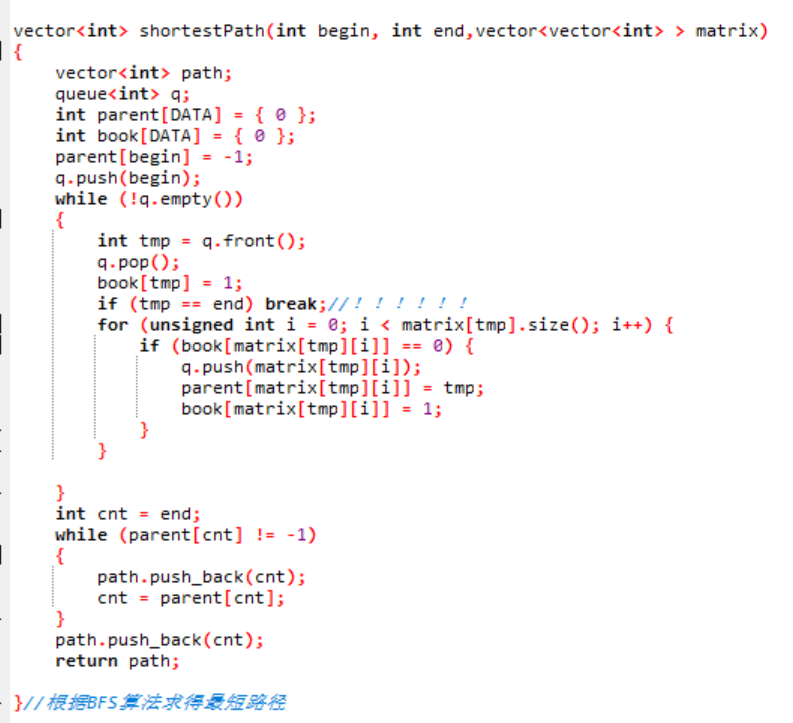 vector<int> shortestPath(int begin, int end,vector<vector<int> > matrix)
{
    vector<int> path;
    queue<int> q;
    int parent[DATA] = { 0 };
    int book[DATA] = { 0 };
    parent[begin] = -1;
    q.push(begin);
    while (!q.empty())
    {
        int tmp = q.front();
        q.pop();
        book[tmp] = 1;
        if (tmp == end) break;//！！！！！！
        for (unsigned int i = 0; i < matrix[tmp].size(); i++) {
            if (book[matrix[tmp][i]] == 0) {
                q.push(matrix[tmp][i]);
                parent[matrix[tmp][i]] = tmp;
                book[matrix[tmp][i]] = 1;
            }
        }

    }
    int cnt = end;
    while (parent[cnt] != -1)
    {
        path.push_back(cnt);
        cnt = parent[cnt];
    }
    path.push_back(cnt);
    return path;

}//根据BFS算法求得最短路径